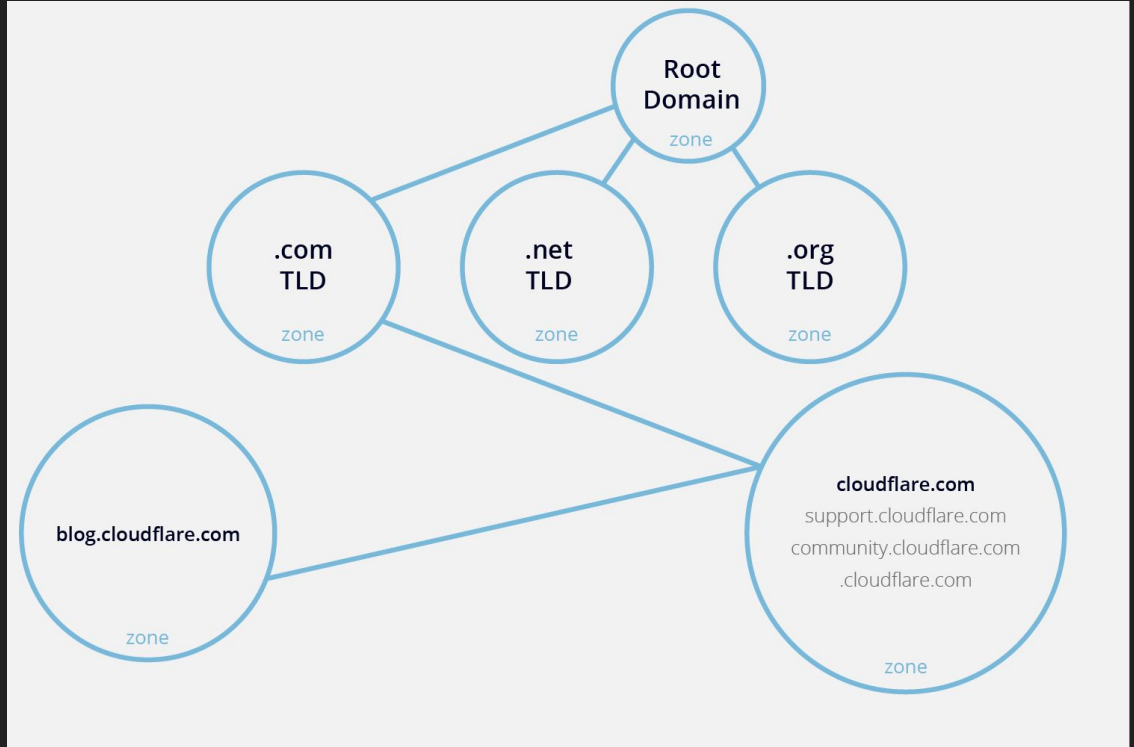 Root
Domain
zone
.com
TLD
zone
.net
TLD
zone
.org
TLD
zone
blog.cloudflare.com
zone
cloudflare.com
support.cloudflare.com
community.cloudflare.com
.cloudflare.com
zone